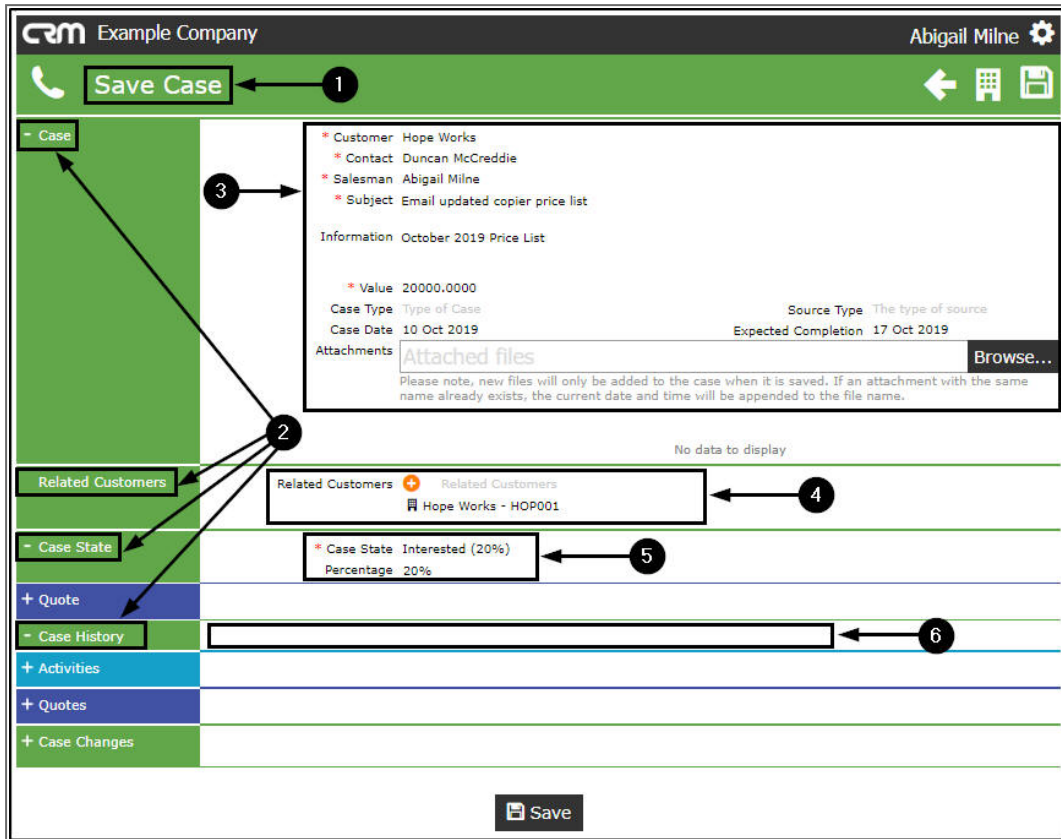 CRM Example Company
Abigail Milne
Save Case
1
- Case
* Customer Hope Works
* Contact Duncan McCreddie
3
* Salesman Abigail Milne
* Subject Email updated copier price list
Information October 2019 Price List
* Value 20000.0000
Case Type Type of Case
Source Type The type of source
Case Date 10 Oct 2019
Expected Completion 17 Oct 2019
Attachments Attached files Browse...
Please note, new files will only be added to the case when it is saved. If an attachment with the same
name already exists, the current date and time will be appended to the file name.
2
No data to display
Related Customers
Related Customers Related Customers
4
Hope Works - HOP001
- Case State
* Case State Interested (20%)
5
Percentage 20%
+ Quote
- Case History
6
+ Activities
+ Quotes
+ Case Changes
Save